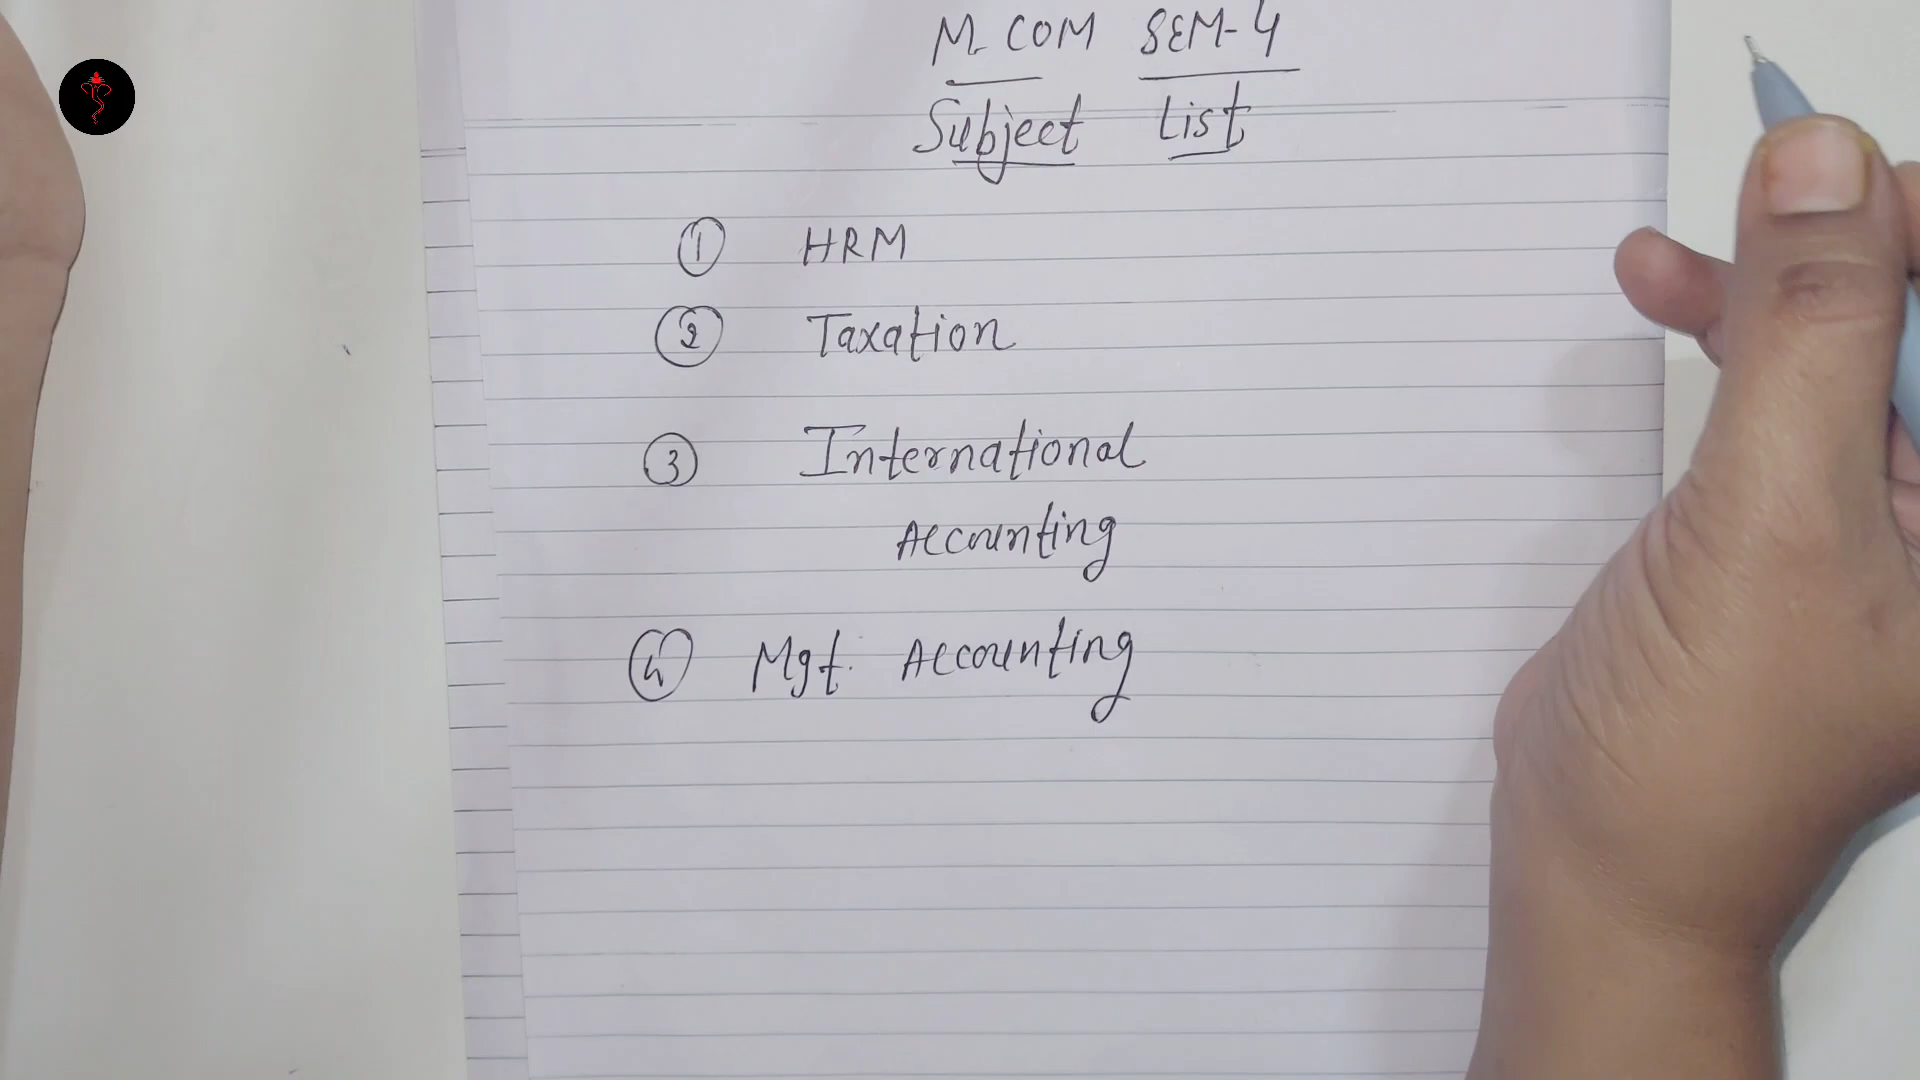 M. COM SEM-4
Subject List
① HRM
② Taxation
③ International
Accounting
④ Mgt. Accounting